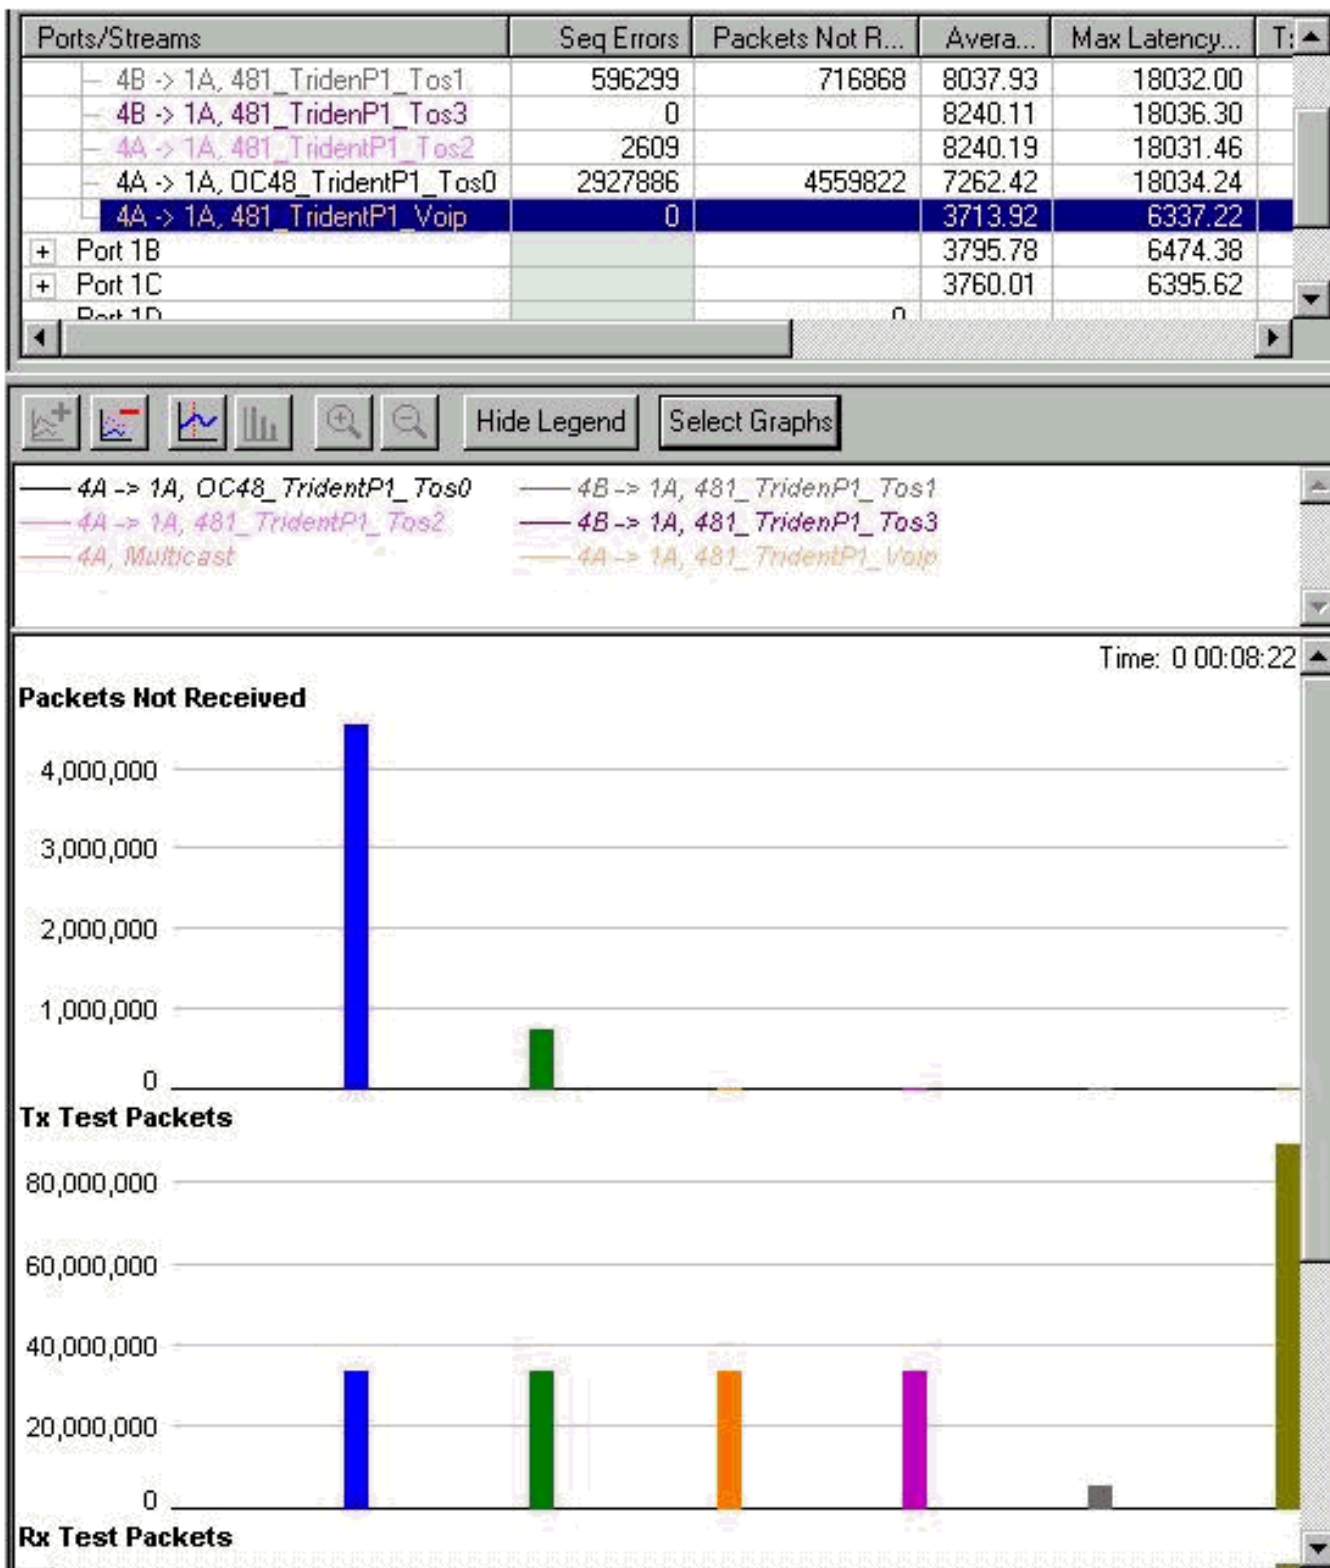 Ports/Streams Seq Errors Packets Not R... Avera... Max Latency... T:
4B -> 1A, 481_TridenP1_Tos1 596299 716868 8037.93 18032.00
4B -> 1A, 481_TridenP1_Tos3 0 8240.11 18036.30
4A -> 1A, 481_TridentP1_Tos2 2609 8240.19 18031.46
4A -> 1A, OC48_TridentP1_Tos0 2927886 4559822 7262.42 18034.24
4A -> 1A, 481_TridentP1_Voip 0 3713.92 6337.22
+ Port 1B 3795.78 6474.38
+ Port 1C 3760.01 6395.62
Port 1D 0
Hide Legend Select Graphs
4A -> 1A, OC48_TridentP1_Tos0 4B -> 1A, 481_TridenP1_Tos1
4A -> 1A, 481_TridentP1_Tos2 4B -> 1A, 481_TridenP1_Tos3
4A, Multicast 4A -> 1A, 481_TridentP1_Voip
Time: 0 00:08:22
Packets Not Received
4,000,000
3,000,000
2,000,000
1,000,000
0
Tx Test Packets
80,000,000
60,000,000
40,000,000
20,000,000
0
Rx Test Packets